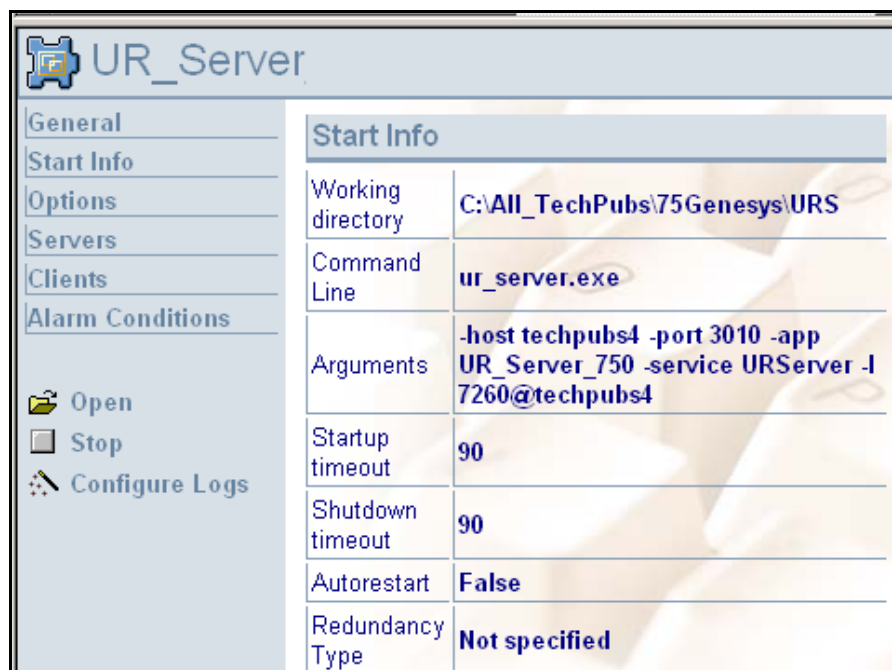 UR_Server
General
Start Info
Options
Servers
Clients
Alarm Conditions
Open
Stop
Configure Logs
Start Info
Working
directory
C:\All_TechPubs\75Genesys\URS
Command
Line
ur_server.exe
Arguments
-host techpubs4 -port 3010 -app
UR_Server_750 -service URServer -l
7260@techpubs4
Startup
timeout
90
Shutdown
timeout
90
Autorestart
False
Redundancy
Type
Not specified